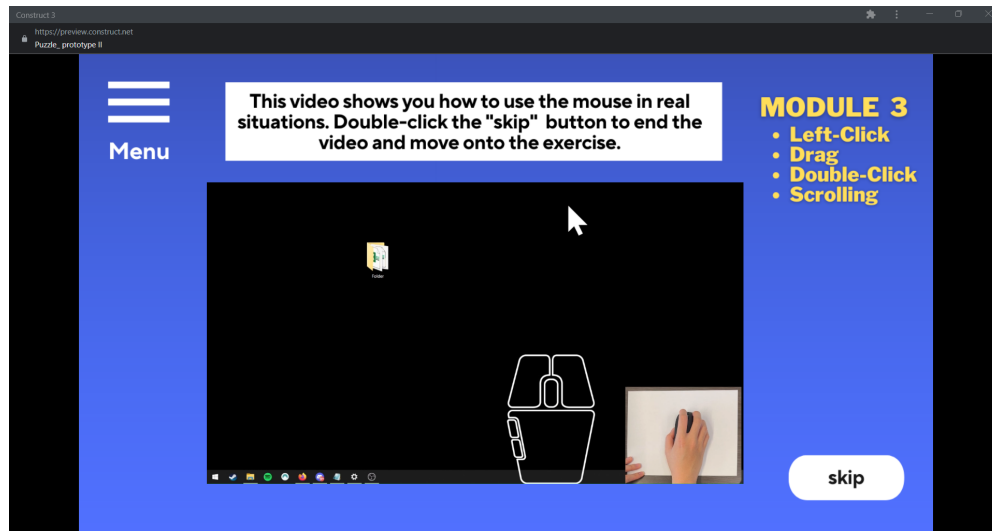 Construct 3
https://preview.construct.net
Puzzle_ prototype II
This video shows you how to use the mouse in real
situations. Double-click the "skip" button to end the
video and move onto the exercise.
MODULE 3
• Left-Click
• Drag
• Double-Click
• Scrolling
Menu
Folder
skip